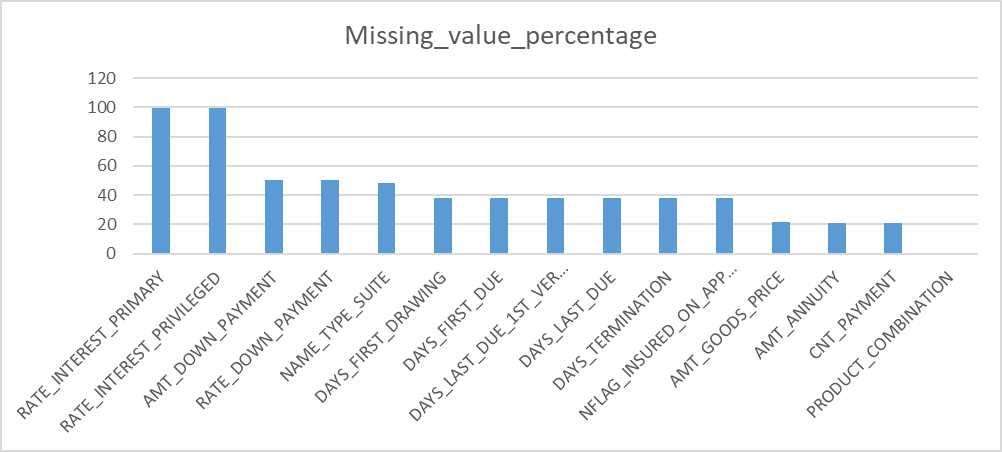 Missing_value_percentage
120
100
80
60
40
20
0
RATE_INTEREST_PRIMARY
RATE_INTEREST_PRIVILEGED
AMT_DOWN_PAYMENT
RATE_DOWN_PAYMENT
NAME_TYPE_SUITE
DAYS_FIRST_DRAWING
DAYS_FIRST_DUE
DAYS_LAST_DUE_1ST_VER...
DAYS_LAST_DUE
DAYS_TERMINATION
NFLAG_INSURED_ON_APP...
AMT_GOODS_PRICE
AMT_ANNUITY
CNT_PAYMENT
PRODUCT_COMBINATION